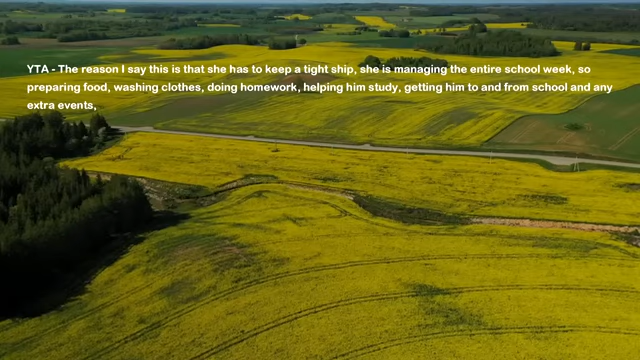 YTA - The reason I say this is that she has to keep a tight ship, she is managing the entire school week, so
preparing food, washing clothes, doing homework, helping him study, getting him to and from school and any
extra events,